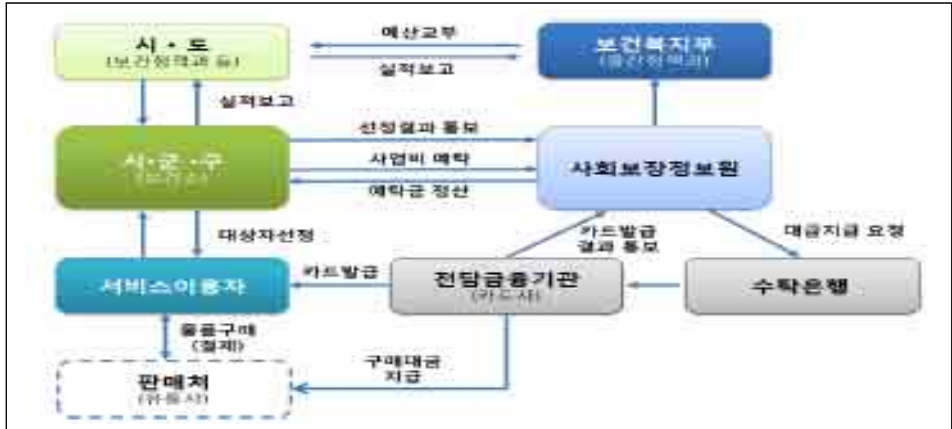 시·도
(보건정책과 등)
예산교부
실적보고
보건복지부
실적보고
시·군·구
(보건소)
선정결과 통보
사업비 예탁
예탁금 정산
사회보장정보원
대상자선정
카드발급
결과 통보
대금지급 요청
서비스이용자
카드발급
전담금융기관
(카드사)
수탁은행
물품구매
(결제)
구매대금
지급
판매처
(유통사)